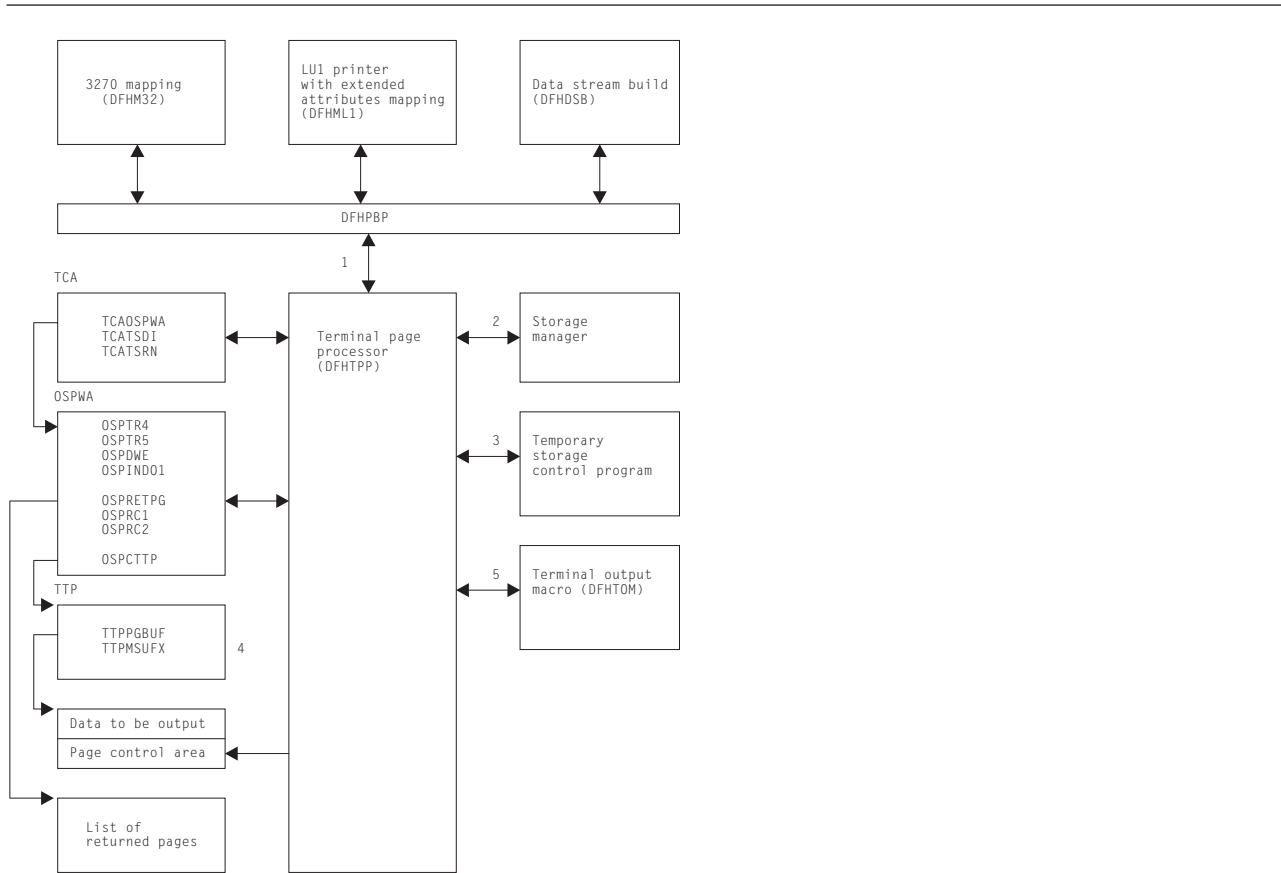 3270 mapping
(DFHM32)
LU1 printer
with extended
attributes mapping
(DFHML1)
Data stream build
(DFHDSB)
DFHPBP
1
TCA
TCAOSPWA
TCATSDI
TCATSRN
Terminal page
processor
(DFHTPP)
2
Storage
manager
OSPWA
OSPTR4
OSPTR5
OSPDWE
OSPINDO1
OSPRETPG
OSPRC1
OSPRC2
OSPCTTP
3
Temporary
storage
control program
5
Terminal output
macro (DFHTOM)
TTP
TTPPGBUF
TTPMSUFX
4
Data to be output
Page control area
List of
returned pages